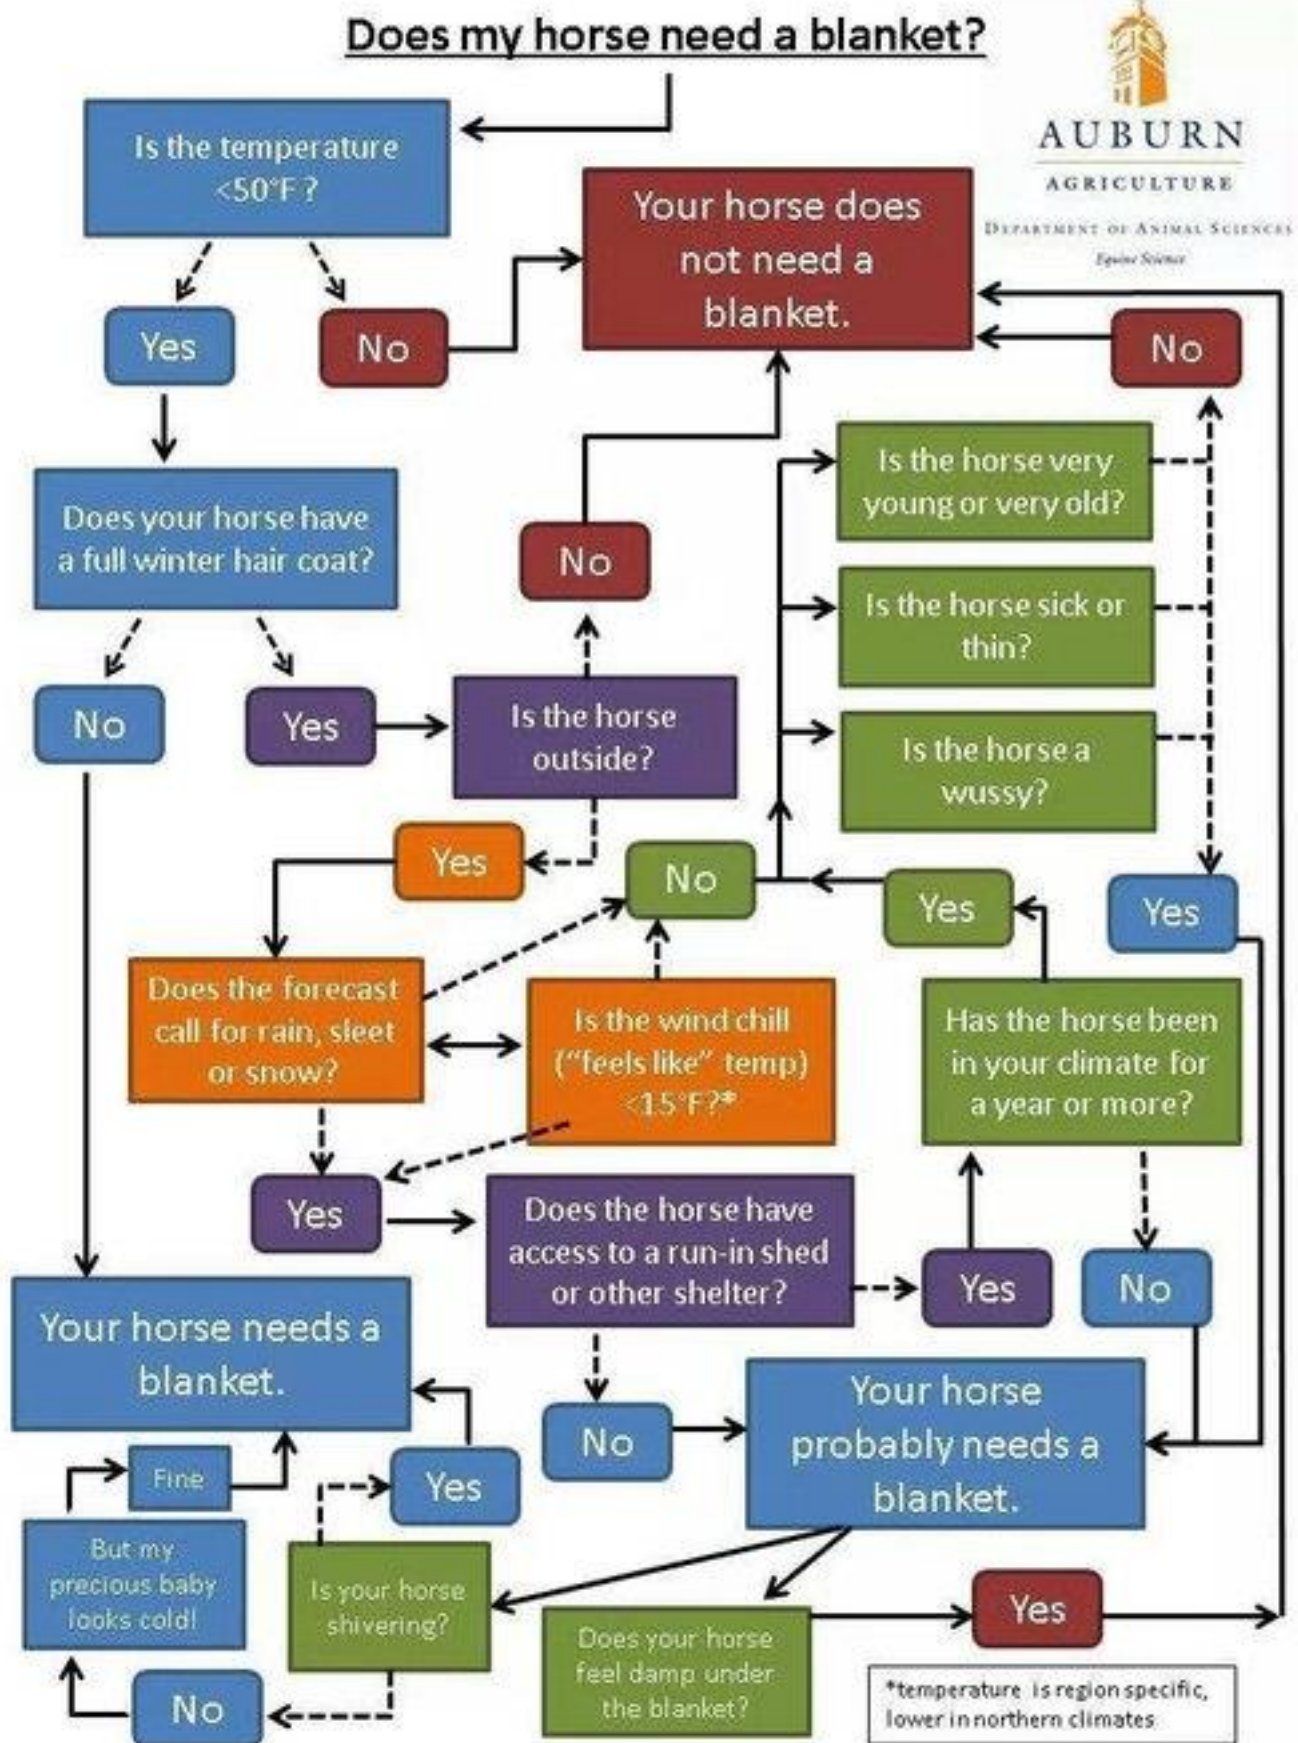 Does my horse need a blanket?
AUBURN
AGRICULTURE
DEPARTMENT OF ANIMAL SCIENCES
Equine Science
Is the temperature
<50°F ?
Your horse does
not need a
blanket.
Yes
No
No
Does your horse have
a full winter hair coat?
Is the horse very
young or very old?
No
Is the horse sick or
thin?
No
Yes
Is the horse
outside?
Is the horse a
wussy?
Yes
No
Yes
Yes
Does the forecast
call for rain, sleet
or snow?
Is the wind chill
("feels like" temp)
<15°F?*
Has the horse been
in your climate for
a year or more?
Yes
Does the horse have
access to a run-in shed
or other shelter?
Yes
No
Your horse needs a
blanket.
No
Your horse
probably needs a
blanket.
Fine
Yes
But my
precious baby
looks cold!
Is your horse
shivering?
Does your horse
feel damp under
the blanket?
Yes
No
*temperature is region specific,
lower in northern climates